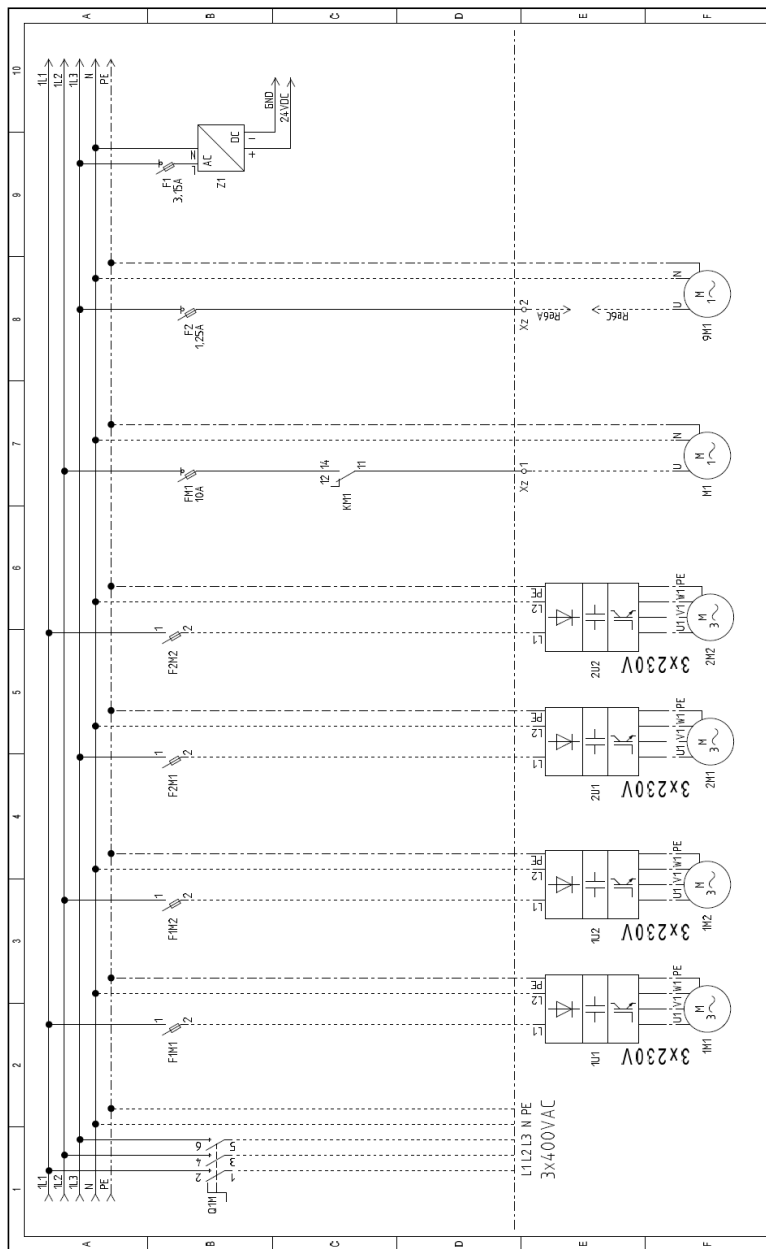 1 2 3 4 5 6 7 8 9 10
A
B
C
D
E
F
A
B
C
D
E
F
1L1
1L2
1L3
N
PE
1L1
1L2
1L3
N
PE
Q1M
2 4 6
1 3 5
L1 L2 L3 N PE
3x400VAC
F1M1
1
2
L1 L2 PE
1U1
3x230V
U1 V1 W1 PE
1M1
M
3~
F1M2
1
2
L1 L2 PE
1U2
3x230V
U1 V1 W1 PE
1M2
M
3~
F2M1
1
2
L1 L2 PE
2U1
3x230V
U1 V1 W1 PE
2M1
M
3~
F2M2
1
2
L1 L2 PE
2U2
3x230V
U1 V1 W1 PE
2M2
M
3~
FM1
10A
12 14
11
KM1
Xz 1
U N
M1
M
1~
F2
1,25A
Xz 2
Re6A
Re6C
U N
9M1
M
1~
F1
3,15A
L N
AC
DC
Z1
+ -
GND
24VDC